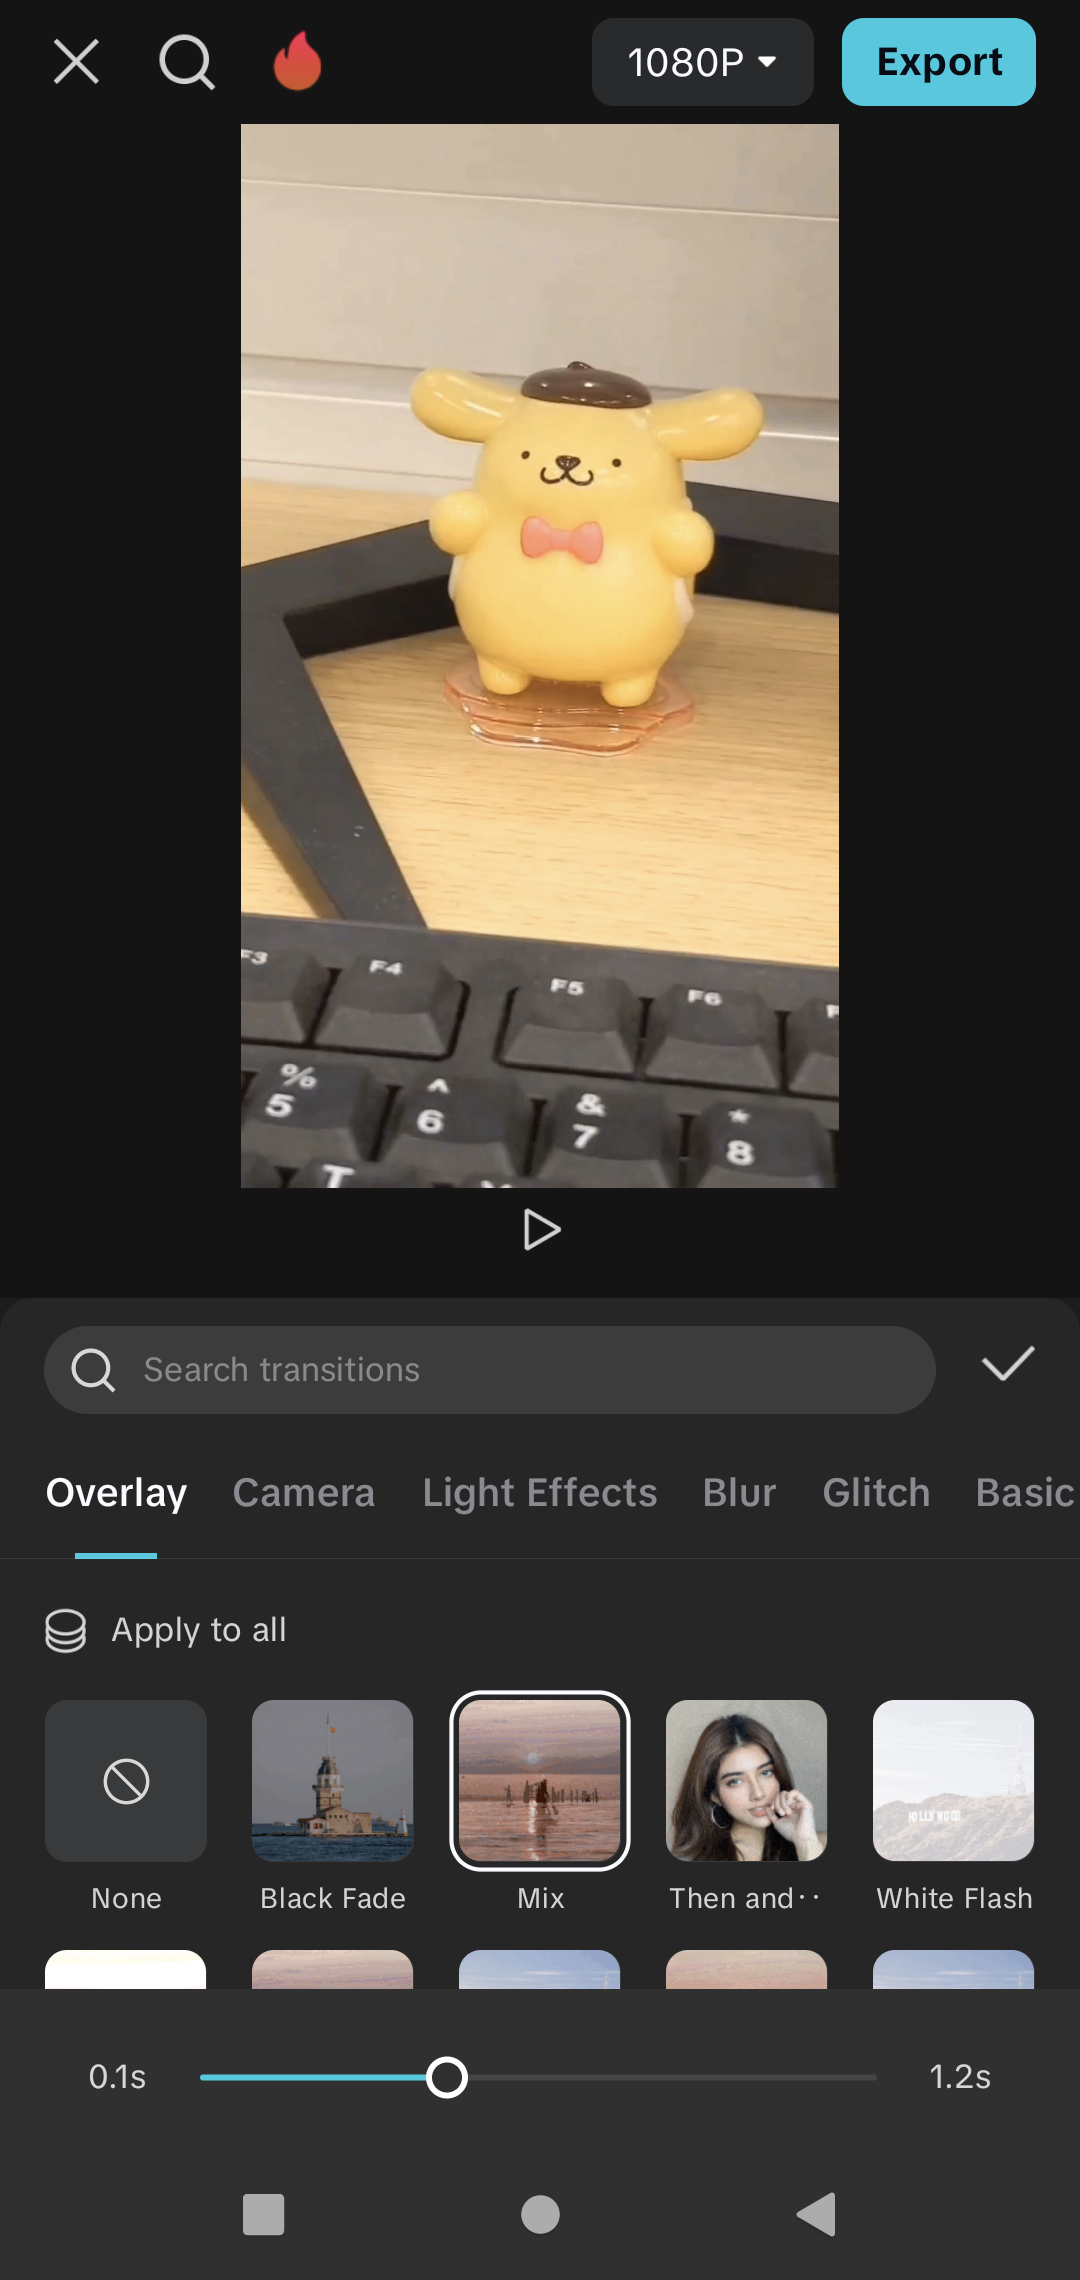 1080P
Export
F3
F4
F5
F6
%
5
^
6
&
7
*
8
T
Search transitions
Overlay
Camera
Light Effects
Blur
Glitch
Basic
Apply to all
HOLLYWOOD
None
Black Fade
Mix
Then and··
White Flash
0.1s
1.2s